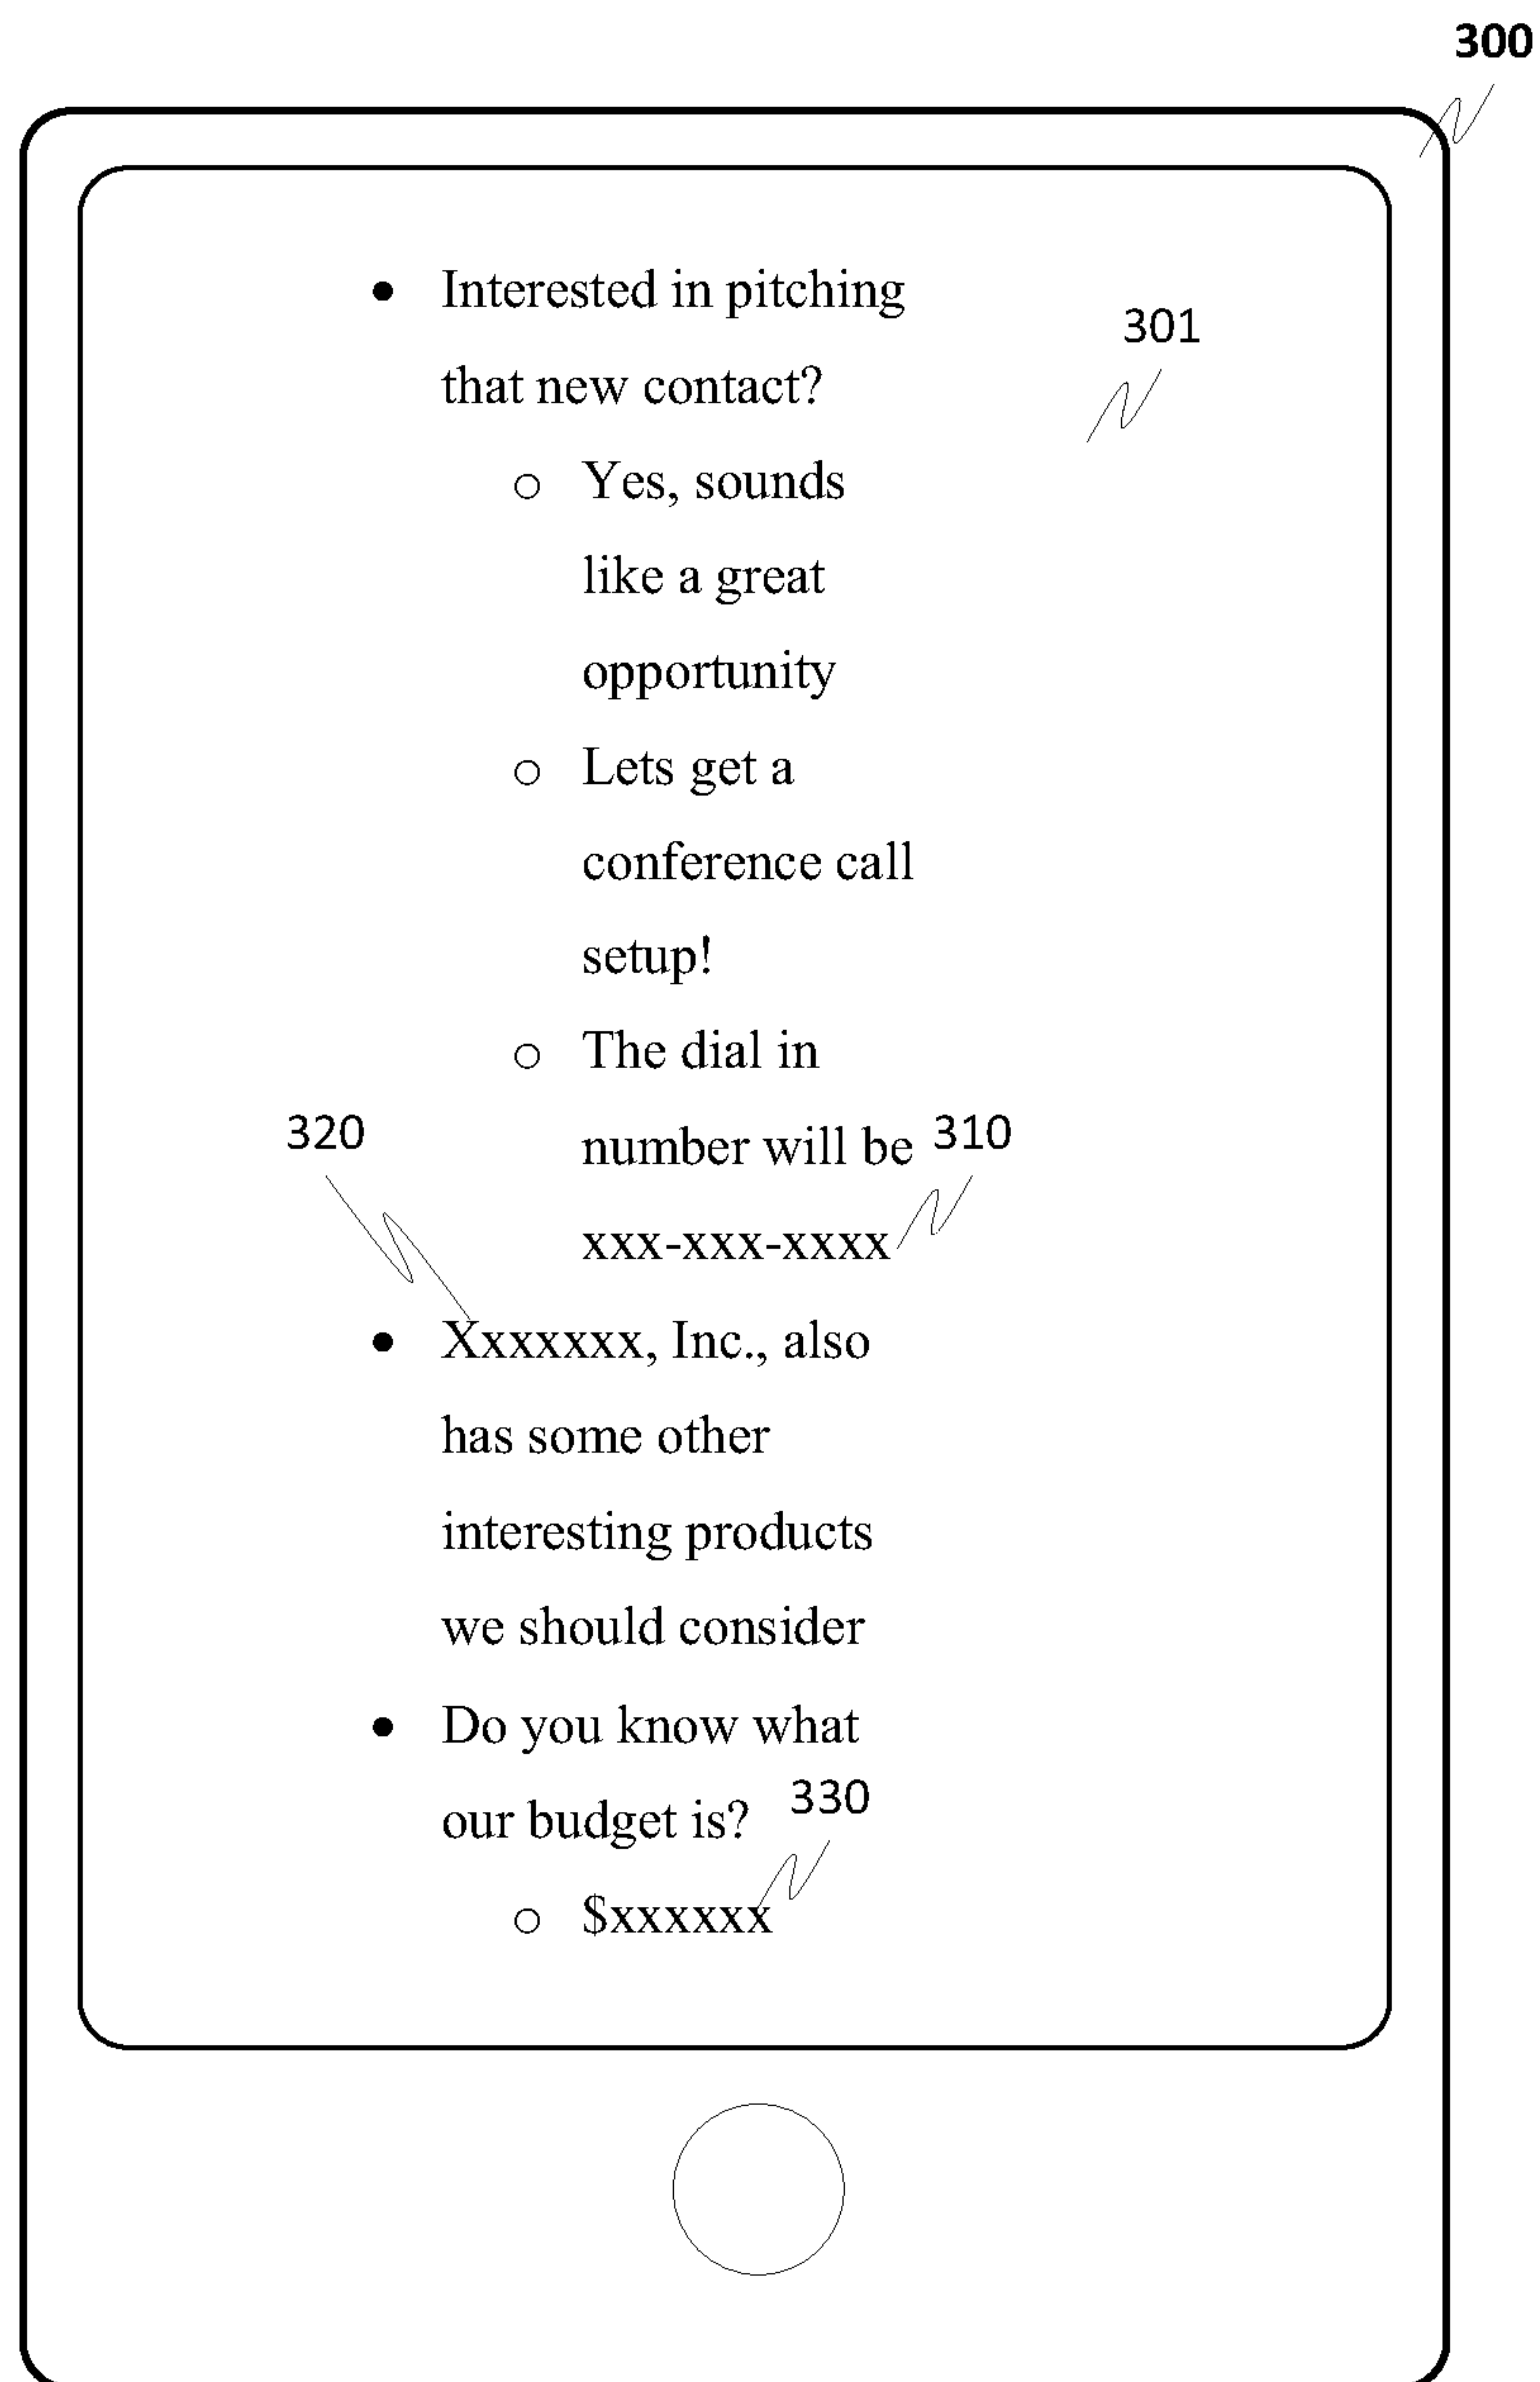 300
• Interested in pitching
301
that new contact?
○ Yes, sounds
like a great
opportunity
○ Lets get a
conference call
setup!
○ The dial in
320
number will be
310
xxx-xxx-xxxx
• Xxxxxxxx, Inc., also
has some other
interesting products
we should consider
• Do you know what
330
our budget is?
○ $xxxxxx